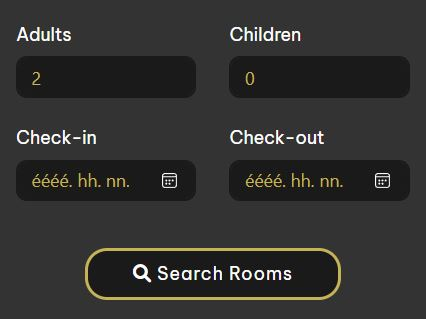 Adults Children
2 0
Check-in Check-out
éééé. hh. nn. éééé. hh. nn.
Search Rooms